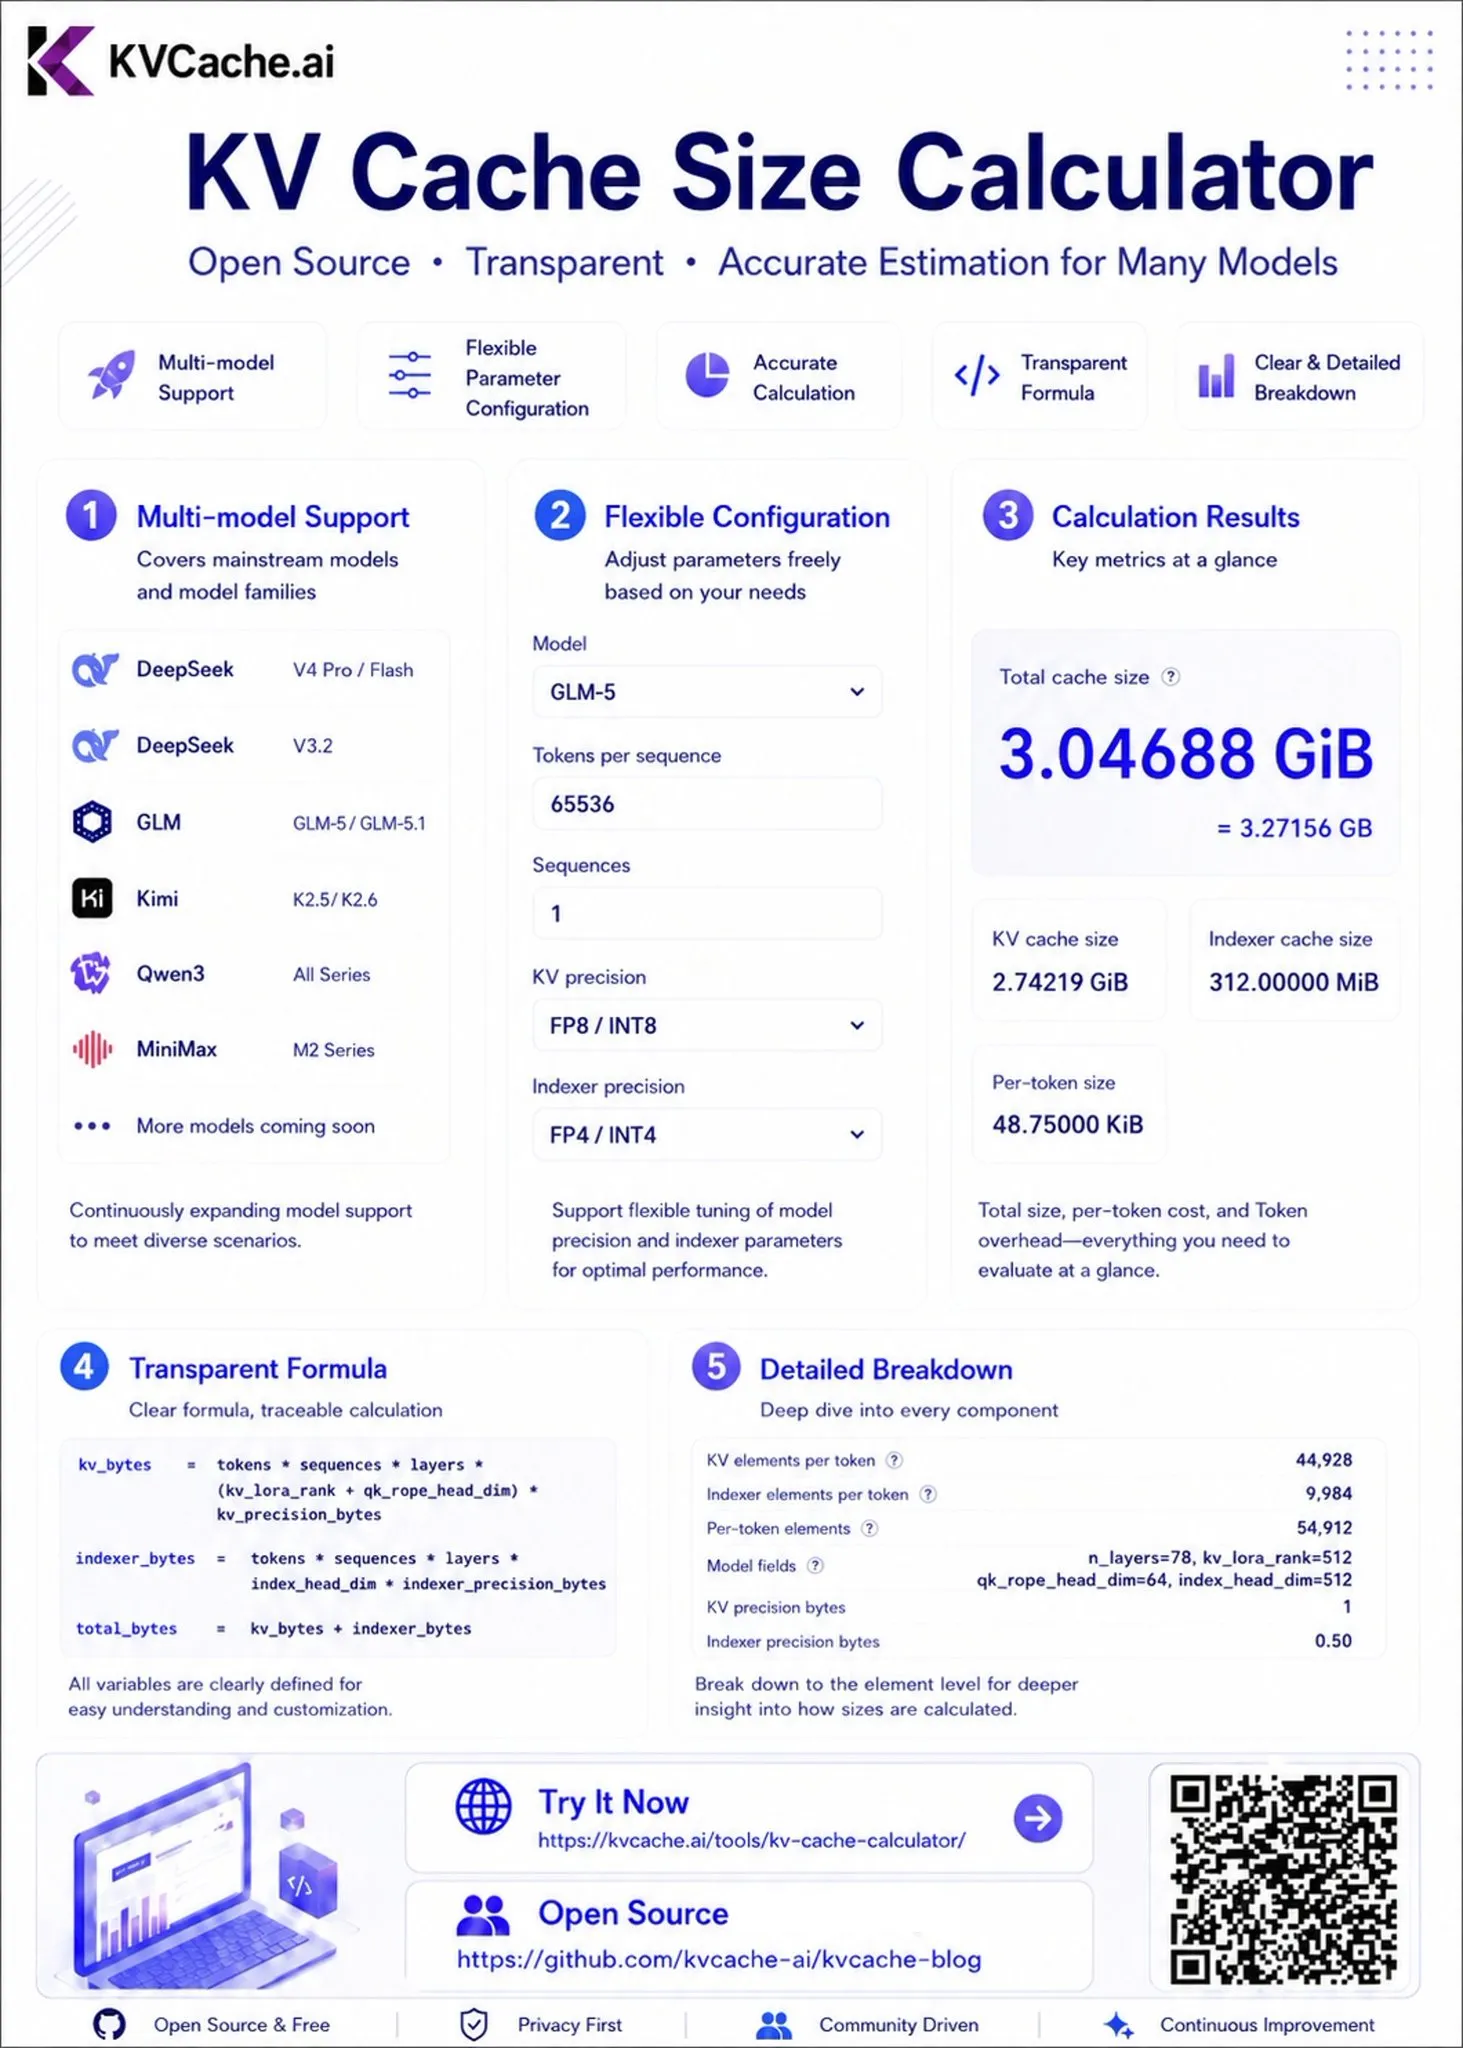 KVCache.ai
KV Cache Size Calculator
Open Source • Transparent • Accurate Estimation for Many Models
Multi-model
Support
Flexible
Parameter
Configuration
Accurate
Calculation
</> Transparent
Formula
Clear & Detailed
Breakdown
1 Multi-model Support
Covers mainstream models
and model families
DeepSeek V4 Pro / Flash
DeepSeek V3.2
GLM GLM-5 / GLM-5.1
Ki Kimi K2.5/ K2.6
Qwen3 All Series
MiniMax M2 Series
••• More models coming soon
Continuously expanding model support
to meet diverse scenarios.
2 Flexible Configuration
Adjust parameters freely
based on your needs
Model
GLM-5
Tokens per sequence
65536
Sequences
1
KV precision
FP8 / INT8
Indexer precision
FP4 / INT4
Support flexible tuning of model
precision and indexer parameters
for optimal performance.
3 Calculation Results
Key metrics at a glance
Total cache size ?
3.04688 GiB
= 3.27156 GB
KV cache size
2.74219 GiB
Indexer cache size
312.00000 MiB
Per-token size
48.75000 KiB
Total size, per-token cost, and Token
overhead—everything you need to
evaluate at a glance.
4 Transparent Formula
Clear formula, traceable calculation
kv_bytes = tokens * sequences * layers *
(kv_lora_rank + qk_rope_head_dim) *
kv_precision_bytes
indexer_bytes = tokens * sequences * layers *
index_head_dim * indexer_precision_bytes
total_bytes = kv_bytes + indexer_bytes
All variables are clearly defined for
easy understanding and customization.
5 Detailed Breakdown
Deep dive into every component
KV elements per token ? 44,928
Indexer elements per token ? 9,984
Per-token elements ? 54,912
Model fields ? n_layers=78, kv_lora_rank=512
qk_rope_head_dim=64, index_head_dim=512
KV precision bytes 1
Indexer precision bytes 0.50
Break down to the element level for deeper
insight into how sizes are calculated.
</>
Try It Now
https://kvcache.ai/tools/kv-cache-calculator/
Open Source
https://github.com/kvcache-ai/kvcache-blog
Open Source & Free
Privacy First
Community Driven
Continuous Improvement